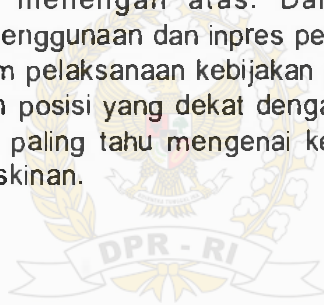 menengah atas. Da
enggunaan dan inpres pe
m pelaksanaan kebijakan
n posisi yang dekat denga
paling tahu mengenai ke
skinan.
DPR - RI